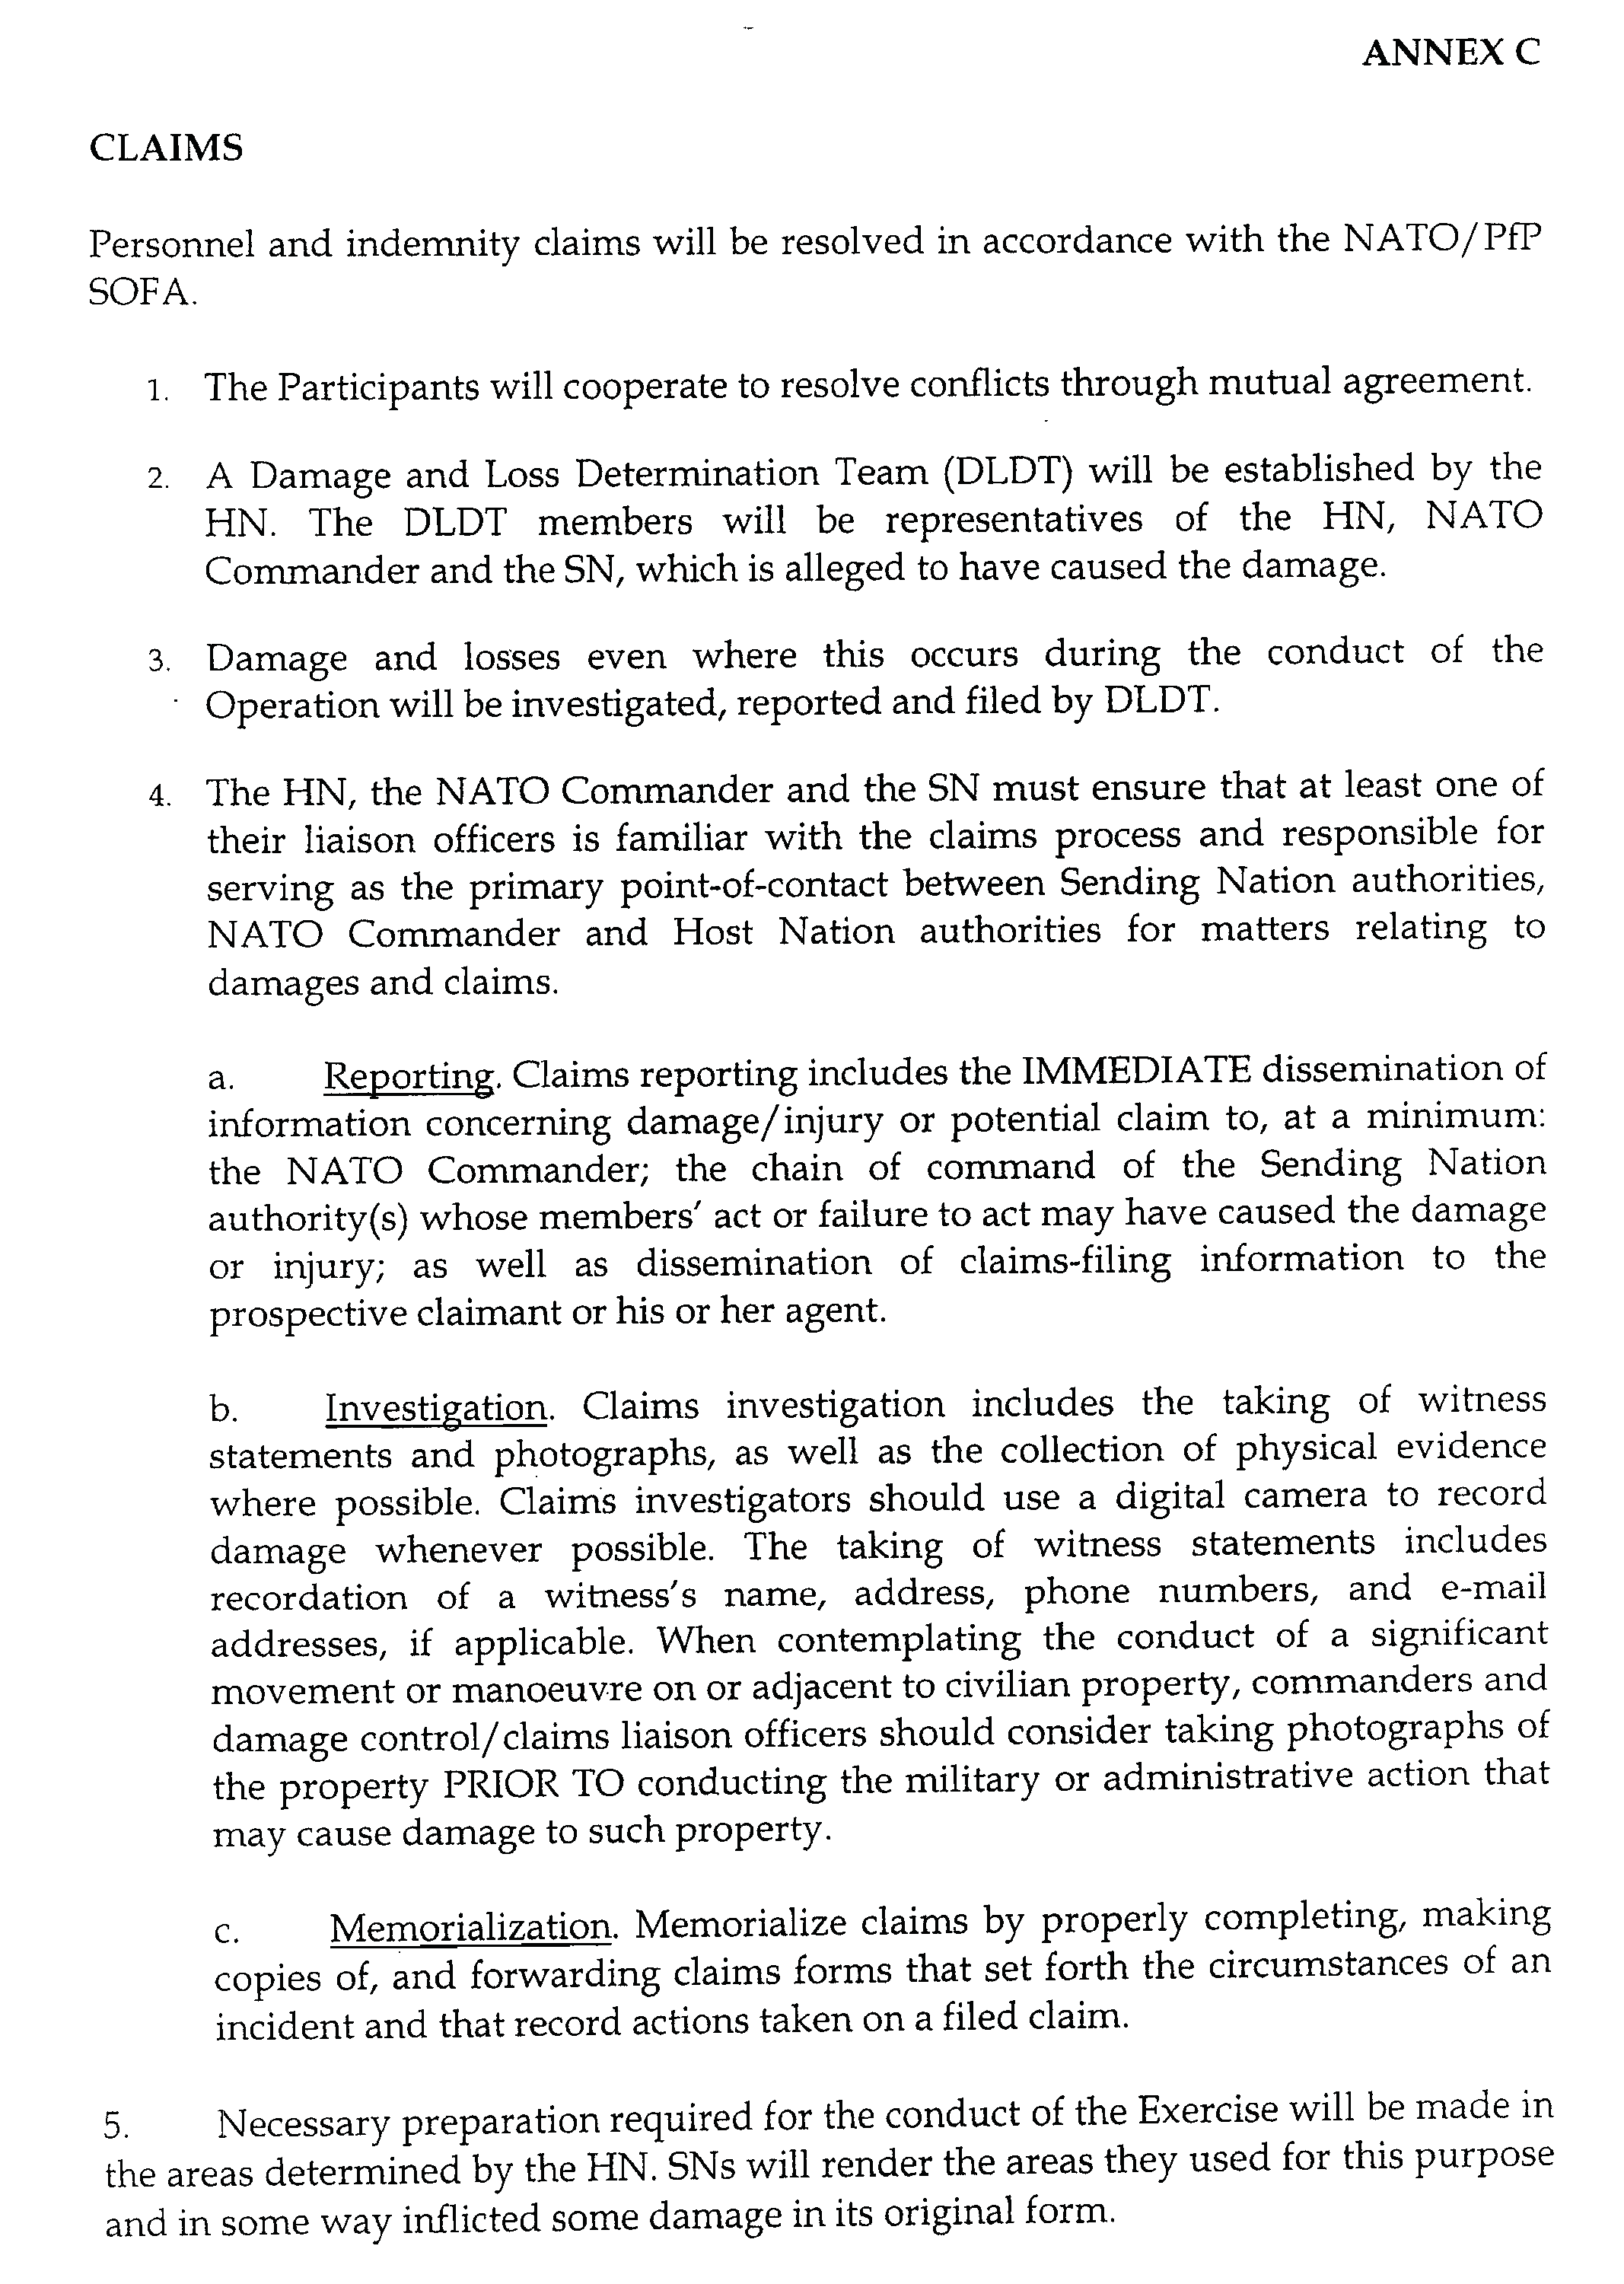 ANNEX C
CLAIMS
Personnel and indemnity claims will be resolved in accordance with the NATO/PfP
SOFA.
1. The Participants will cooperate to resolve conflicts through mutual agreement.
2. A Damage and Loss Determination Team (DLDT) will be established by the
HN. The DLDT members will be representatives of the HN, NATO
Commander and the SN, which is alleged to have caused the damage.
3. Damage and losses even where this occurs during the conduct of the
Operation will be investigated, reported and filed by DLDT.
4. The HN, the NATO Commander and the SN must ensure that at least one of
their liaison officers is familiar with the claims process and responsible for
serving as the primary point-of-contact between Sending Nation authorities,
NATO Commander and Host Nation authorities for matters relating to
damages and claims.
a. Reporting. Claims reporting includes the IMMEDIATE dissemination of
information concerning damage/injury or potential claim to, at a minimum:
the NATO Commander; the chain of command of the Sending Nation
authority(s) whose members' act or failure to act may have caused the damage
or injury; as well as dissemination of claims-filing information to the
prospective claimant or his or her agent.
b. Investigation. Claims investigation includes the taking of witness
statements and photographs, as well as the collection of physical evidence
where possible. Claims investigators should use a digital camera to record
damage whenever possible. The taking of witness statements includes
recordation of a witness's name, address, phone numbers, and e-mail
addresses, if applicable. When contemplating the conduct of a significant
movement or manoeuvre on or adjacent to civilian property, commanders and
damage control/claims liaison officers should consider taking photographs of
the property PRIOR TO conducting the military or administrative action that
may cause damage to such property.
c. Memorialization. Memorialize claims by properly completing, making
copies of, and forwarding claims forms that set forth the circumstances of an
incident and that record actions taken on a filed claim.
5. Necessary preparation required for the conduct of the Exercise will be made in
the areas determined by the HN. SNs will render the areas they used for this purpose
and in some way inflicted some damage in its original form.